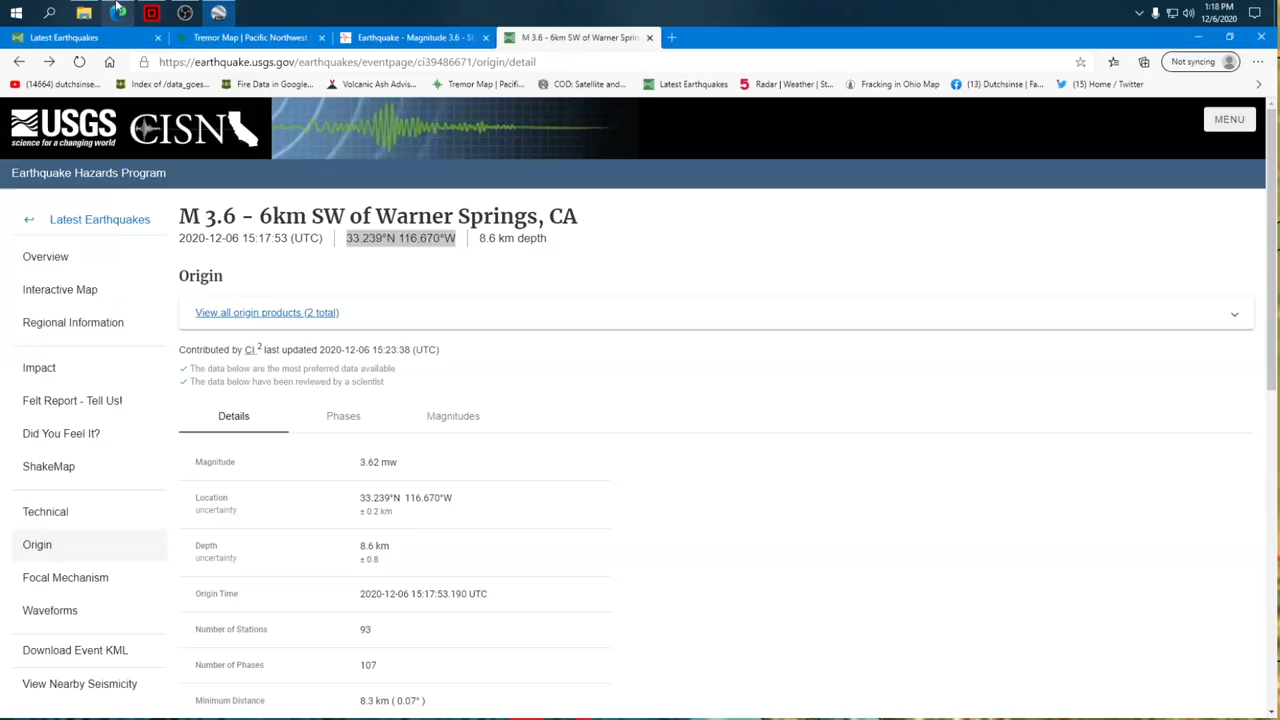 1:18 PM
12/6/2020
Latest Earthquakes
Tremor Map | Pacific Northwest
Earthquake - Magnitude 3.6 - S
M 3.6 - 6km SW of Warner Sprin
https://earthquake.usgs.gov/earthquakes/eventpage/ci39486671/origin/detail
Not syncing
(14664) dutchsinse...
Index of /data_goes...
Fire Data in Google...
Volcanic Ash Advis...
Tremor Map | Pacifi...
COD: Satellite and...
Latest Earthquakes
Radar | Weather | St...
Fracking in Ohio Map
(13) Dutchsinse | Fa...
(15) Home / Twitter
USGS
science for a changing world
CISN
MENU
Earthquake Hazards Program
Latest Earthquakes
Overview
Interactive Map
Regional Information
Impact
Felt Report - Tell Us!
Did You Feel It?
ShakeMap
Technical
Origin
Focal Mechanism
Waveforms
Download Event KML
View Nearby Seismicity
M 3.6 - 6km SW of Warner Springs, CA
2020-12-06 15:17:53 (UTC) 33.239°N 116.670°W 8.6 km depth
Origin
View all origin products (2 total)
Contributed by CI 2 last updated 2020-12-06 15:23:38 (UTC)
The data below are the most preferred data available
The data below have been reviewed by a scientist
Details Phases Magnitudes
Magnitude 3.62 mw
Location 33.239°N 116.670°W
uncertainty ± 0.2 km
Depth 8.6 km
uncertainty ± 0.8
Origin Time 2020-12-06 15:17:53.190 UTC
Number of Stations 93
Number of Phases 107
Minimum Distance 8.3 km ( 0.07° )